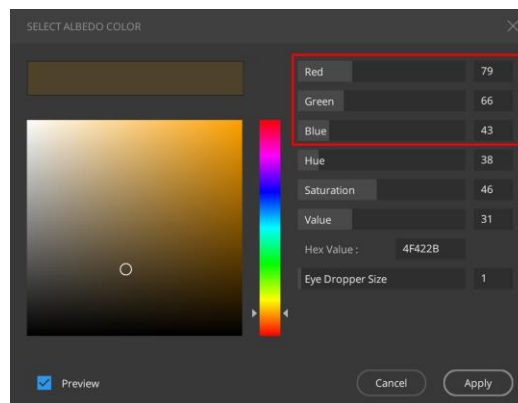 SELECT ALBEDO COLOR
Red 79
Green 66
Blue 43
Hue 38
Saturation 46
Value 31
Hex Value : 4F422B
Eye Dropper Size 1
Preview Cancel Apply